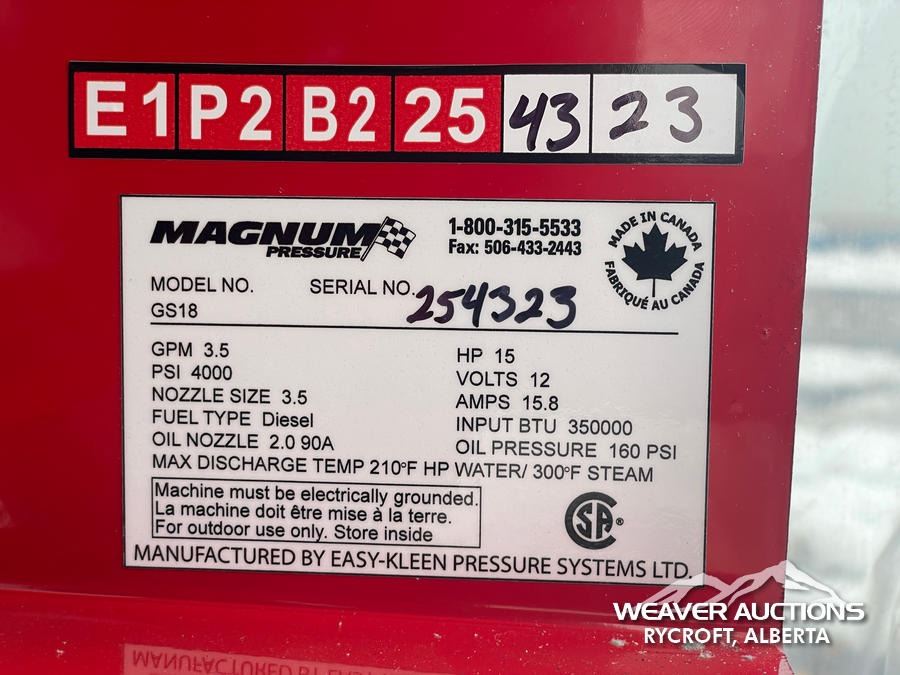 E1 P2 B2 25 43 23
MAGNUM
PRESSURE
1-800-315-5533
Fax: 506-433-2443
MADE IN CANADA
FABRIQUÉ AU CANADA
MODEL NO. SERIAL NO. 254323
GS18
GPM 3.5
PSI 4000
NOZZLE SIZE 3.5
FUEL TYPE Diesel
OIL NOZZLE 2.0 90A
HP 15
VOLTS 12
AMPS 15.8
INPUT BTU 350000
OIL PRESSURE 160 PSI
MAX DISCHARGE TEMP 210°F HP WATER/ 300°F STEAM
Machine must be electrically grounded.
La machine doit être mise à la terre.
For outdoor use only. Store inside
CSA®
MANUFACTURED BY EASY-KLEEN PRESSURE SYSTEMS LTD.
WEAVER AUCTIONS
RYCROFT, ALBERTA
MANUFACTURED BY EAS